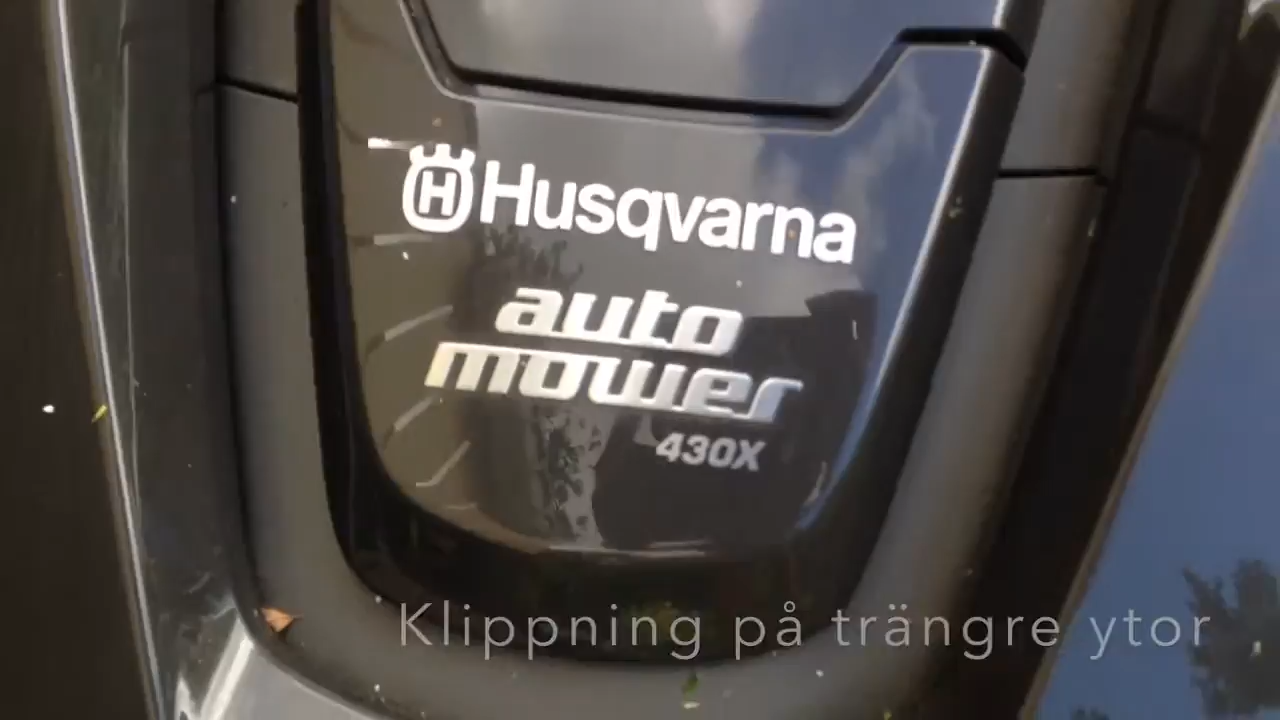 H Husqvarna
auto
mower
430X
Klippning på trängre ytor